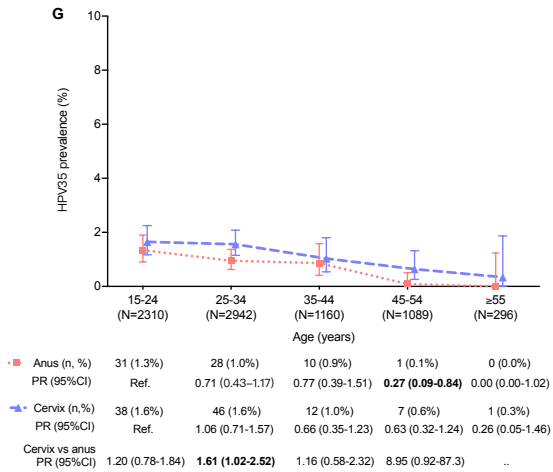 G
10
8
6
4
2
0
HPV35 prevalence (%)
15-24 25-34 35-44 45-54 ≥55
(N=2310) (N=2942) (N=1160) (N=1089) (N=296)
Age (years)
Anus (n, %) 31 (1.3%) 28 (1.0%) 10 (0.9%) 1 (0.1%) 0 (0.0%)
PR (95%CI) Ref. 0.71 (0.43–1.17) 0.77 (0.39-1.51) 0.27 (0.09-0.84) 0.00 (0.00-1.02)
Cervix (n,%) 38 (1.6%) 46 (1.6%) 12 (1.0%) 7 (0.6%) 1 (0.3%)
PR (95%CI) Ref. 1.06 (0.71-1.57) 0.66 (0.35-1.23) 0.63 (0.32-1.24) 0.26 (0.05-1.46)
Cervix vs anus
PR (95%CI) 1.20 (0.78-1.84) 1.61 (1.02-2.52) 1.16 (0.58-2.32) 8.95 (0.92-87.3) ..